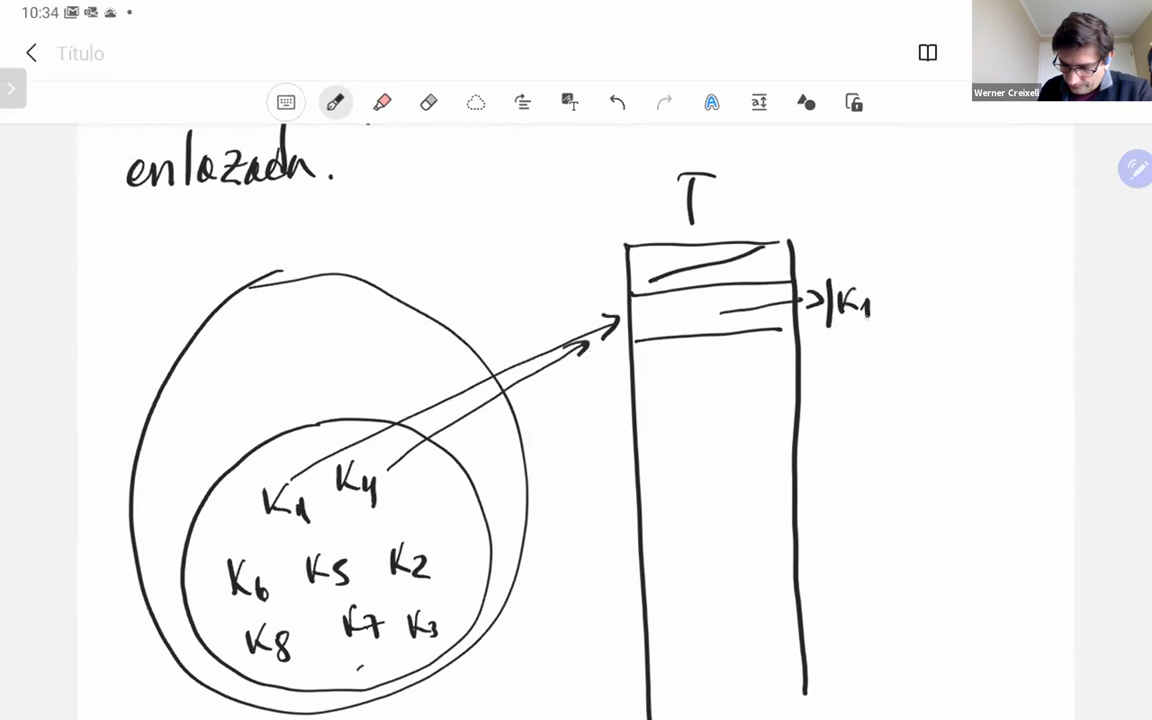 10:34
Título
Werner Creixell
enlazada.
T
K1
K1 K4
K6 K5 K2
K8 K7 K3